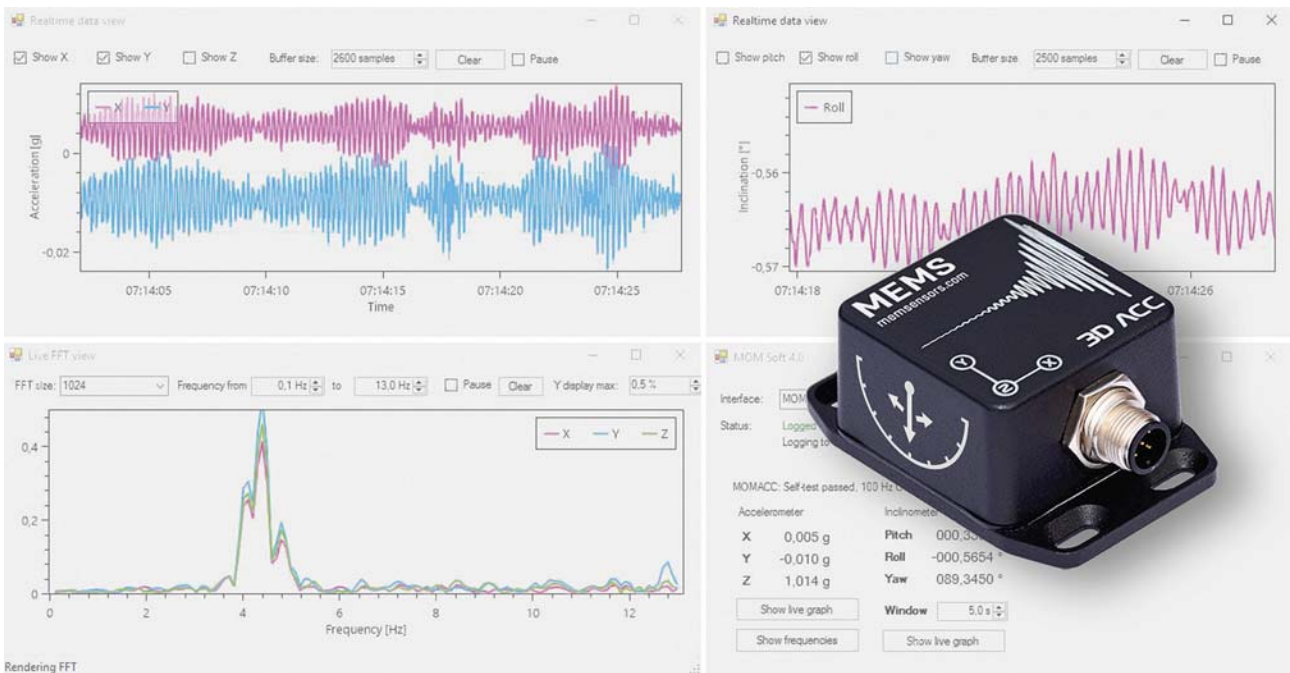 Realtime data view
Show X Show Y Show Z Buffer size: 2600 samples Clear Pause
X Y
Acceleration [g]
0
-0,02
07:14:05 07:14:10 07:14:15 07:14:20 07:14:25
Time
Realtime data view
Show pitch Show roll Show yaw Buffer size 2500 samples Clear Pause
Roll
Inclination [°]
-0,56
-0,57
07:14:18 07:14:26
MEMS
memsensors.com
3D ACC
Y X
Z
Live FFT view
FFT size: 1024 Frequency from 0,1 Hz to 13,0 Hz Pause Clear Y display max: 0,5 %
X Y Z
0,4
0,2
0
0 2 4 6 8 10 12
Frequency [Hz]
Rendering FFT
MOM Soft 4.0
Interface: MOM
Status: Logged
Logging to
MOMACC: Self-test passed, 100 Hz
Accelerometer Inclinometer
X 0,005 g Pitch
Y -0,010 g Roll -000,5654 °
Z 1,014 g Yaw 089,3450 °
Show live graph Window 5,0 s
Show frequencies Show live graph